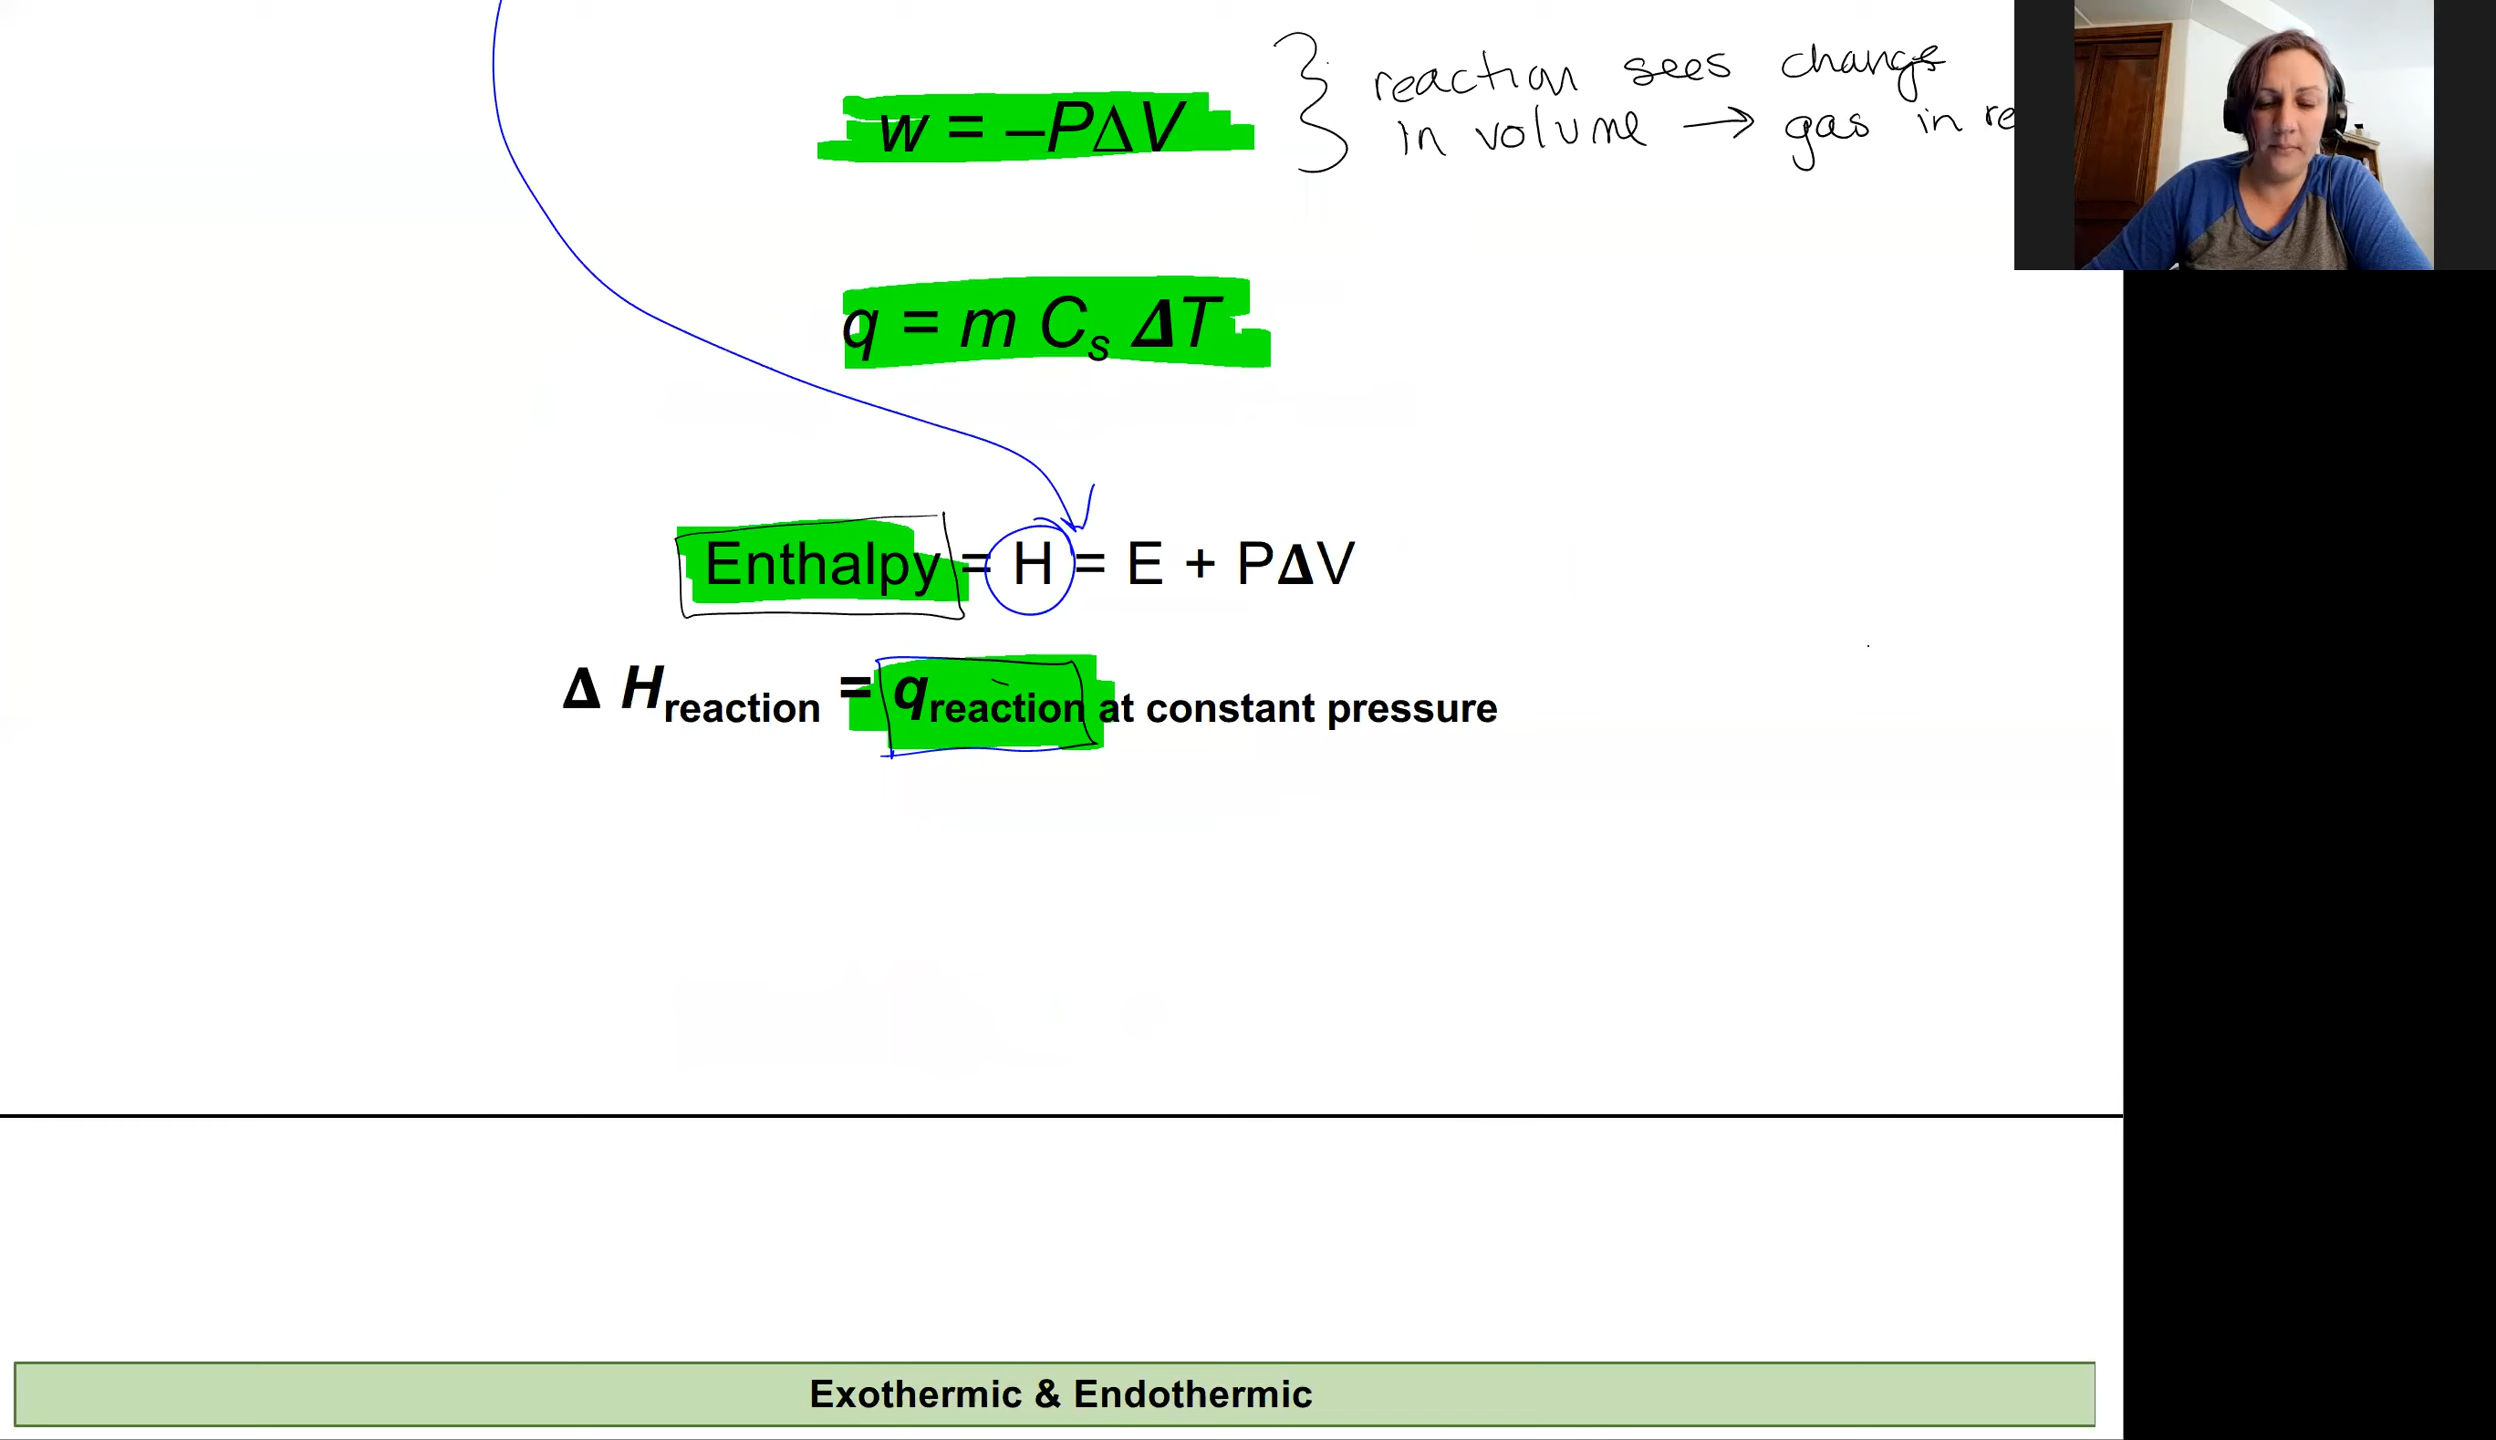 reaction sees change
w = –PΔV
in volume → gas in re
q = m Cs ΔT
Enthalpy = H = E + PΔV
Δ Hreaction = qreaction at constant pressure
Exothermic & Endothermic